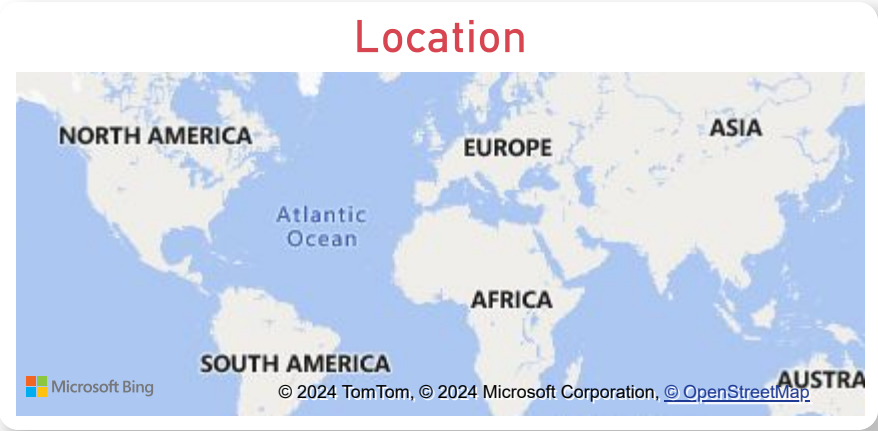 Location
NORTH AMERICA
EUROPE
ASIA
Atlantic
Ocean
AFRICA
SOUTH AMERICA
AUSTRA
Microsoft Bing
© 2024 TomTom, © 2024 Microsoft Corporation, © OpenStreetMap